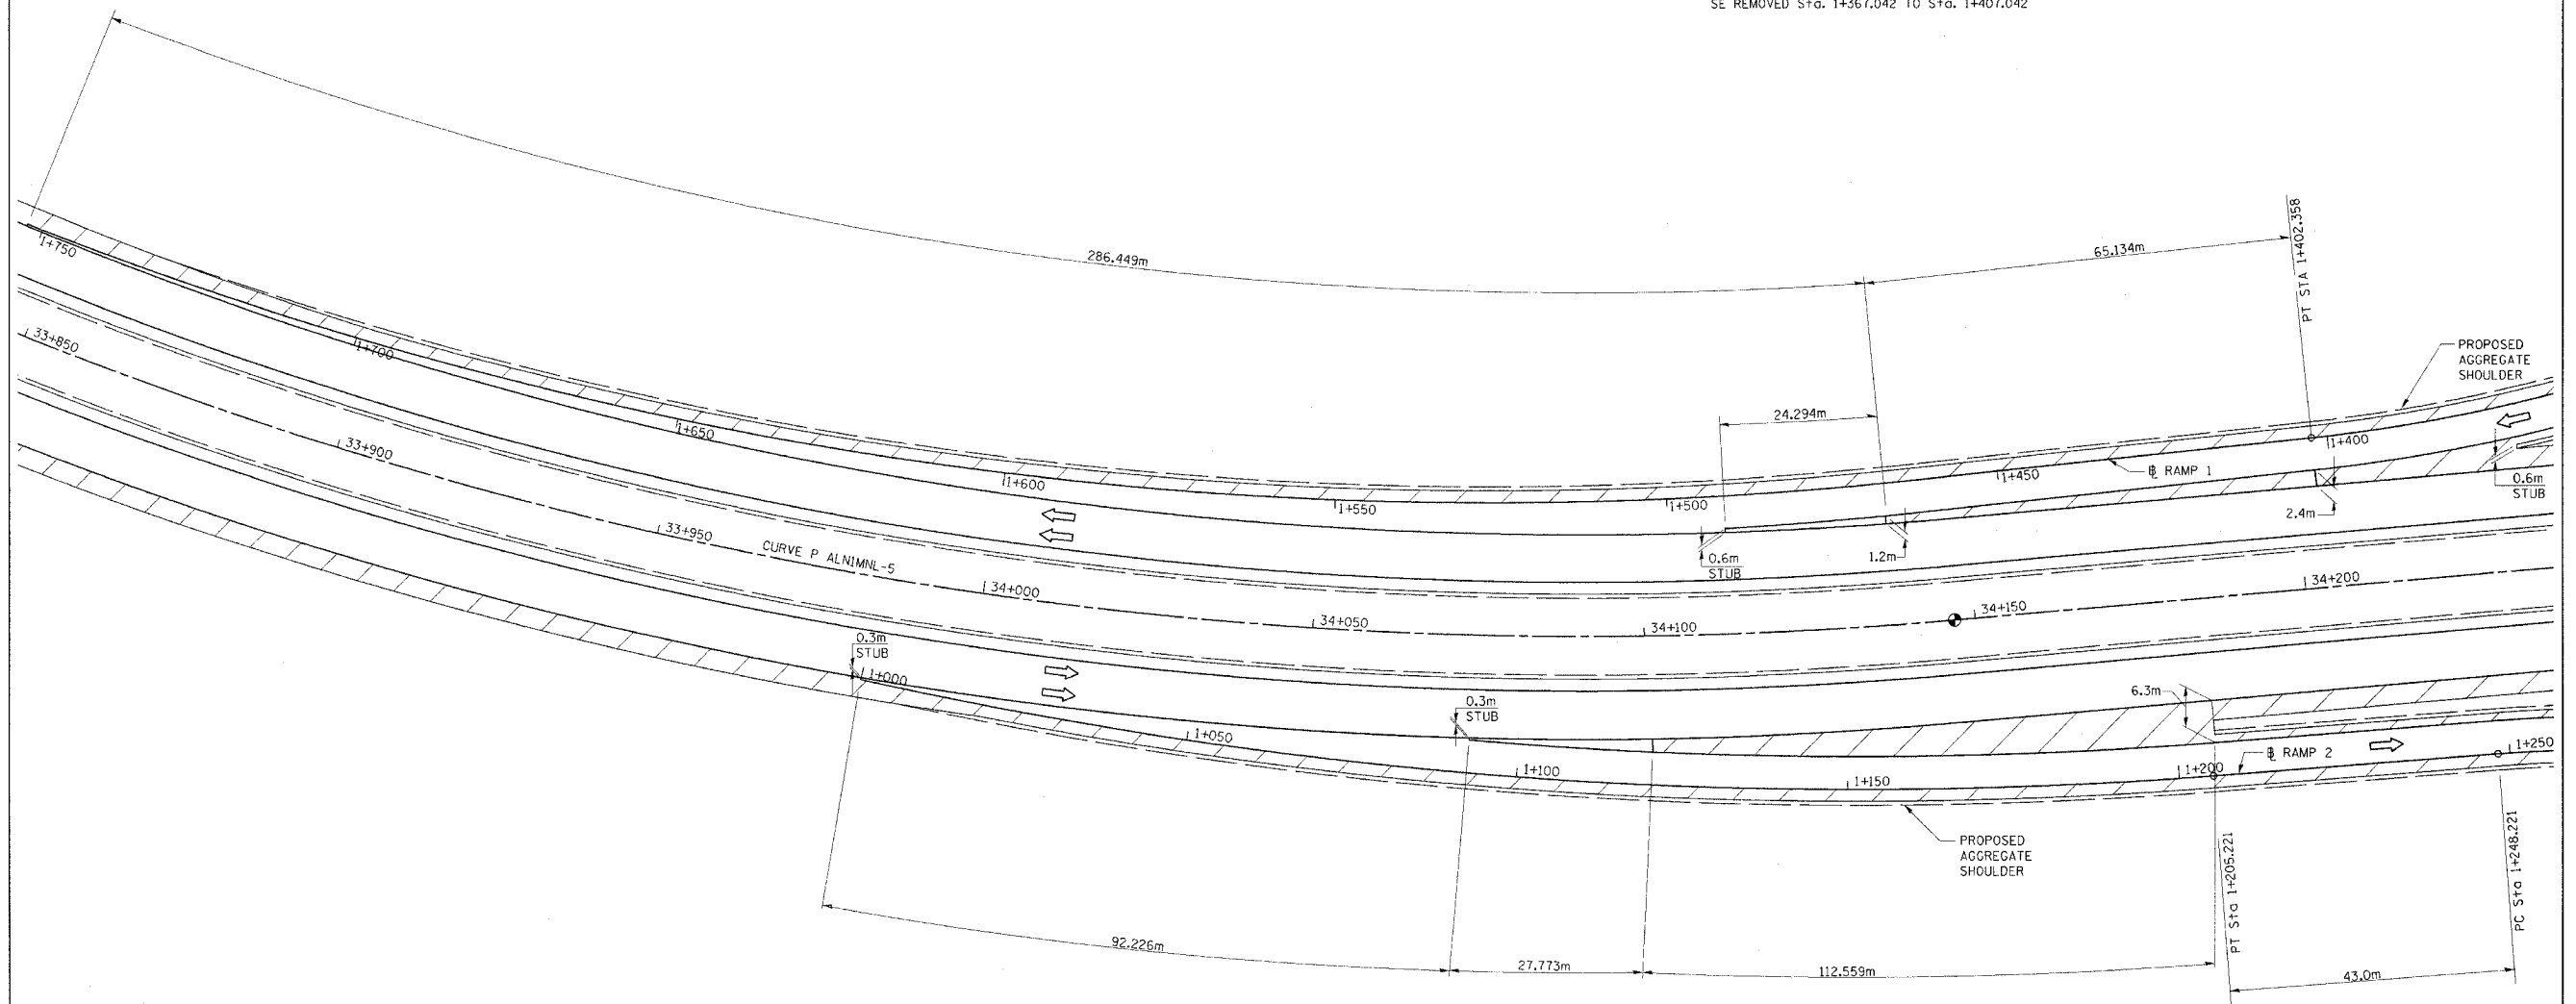 SE REMOVED Sta. 1+367.042 TO Sta. 1+407.042
286.449m
65.134m
PT STA 1+402.358
PROPOSED
AGGREGATE
SHOULDER
1+750
1+700
1+650
1+600
1+550
1+500
1+450
1+400
24.294m
℄ RAMP 1
0.6m
STUB
2.4m
1.2m
0.6m
STUB
33+850
33+900
33+950
CURVE P ALN1MNL-5
34+000
34+050
34+100
34+150
34+200
0.3m
STUB
1+000
1+050
0.3m
STUB
1+100
1+150
1+200
6.3m
℄ RAMP 2
1+250
PROPOSED
AGGREGATE
SHOULDER
PT Sta 1+205.221
PC Sta 1+248.221
92.226m
27.773m
112.559m
43.0m